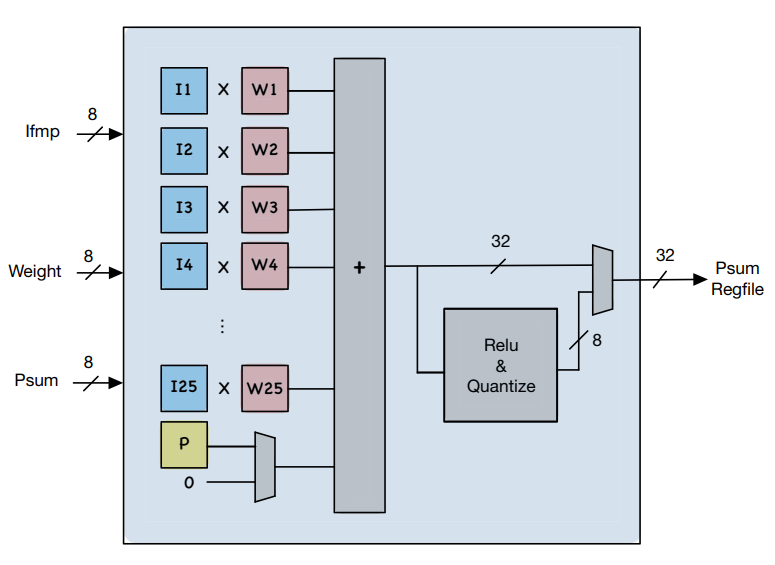 8
Ifmp
I1 X W1
I2 X W2
I3 X W3
I4 X W4
8
Weight
+
32
32
Psum
Regfile
⋮
Relu
&
Quantize
8
8
Psum
I25 X W25
P
0